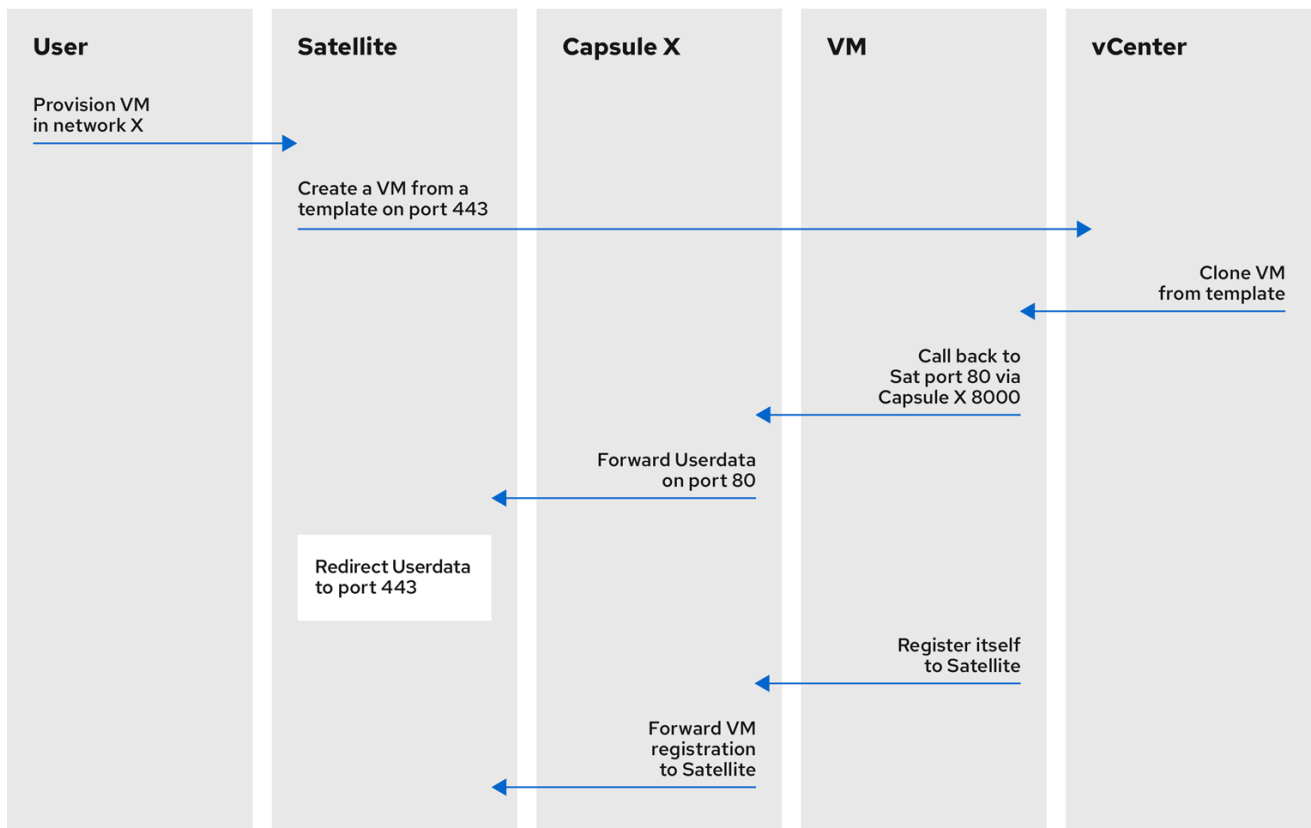 User
Satellite
Capsule X
VM
vCenter
Provision VM
in network X
Create a VM from a
template on port 443
Clone VM
from template
Call back to
Sat port 80 via
Capsule X 8000
Forward Userdata
on port 80
Redirect Userdata
to port 443
Register itself
to Satellite
Forward VM
registration
to Satellite